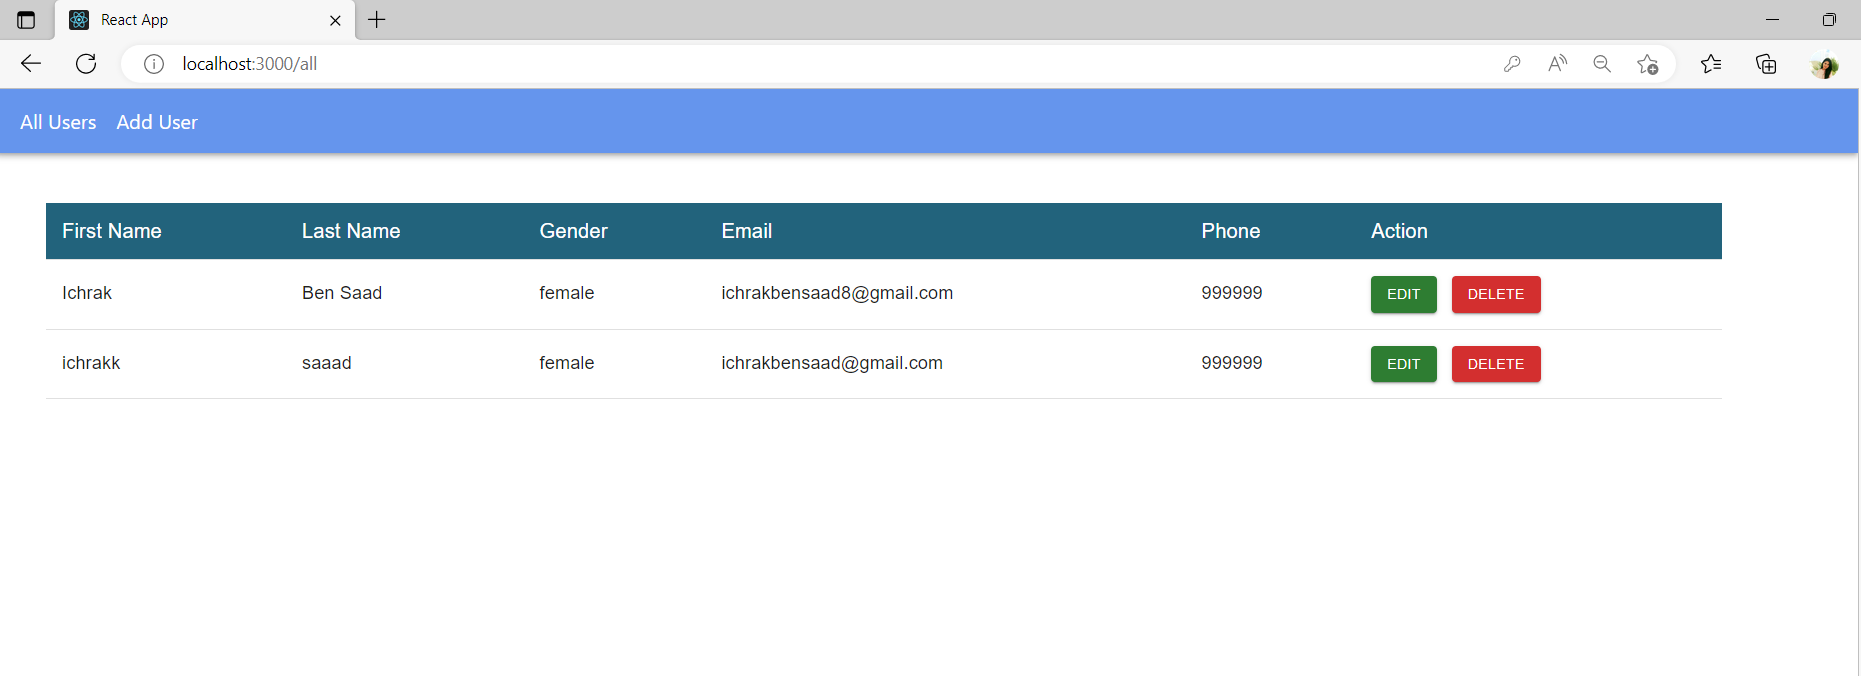 React App
localhost:3000/all
All Users Add User
First Name Last Name Gender Email Phone Action
Ichrak Ben Saad female ichrakbensaad8@gmail.com 999999 EDIT DELETE
ichrakk saaad female ichrakbensaad@gmail.com 999999 EDIT DELETE